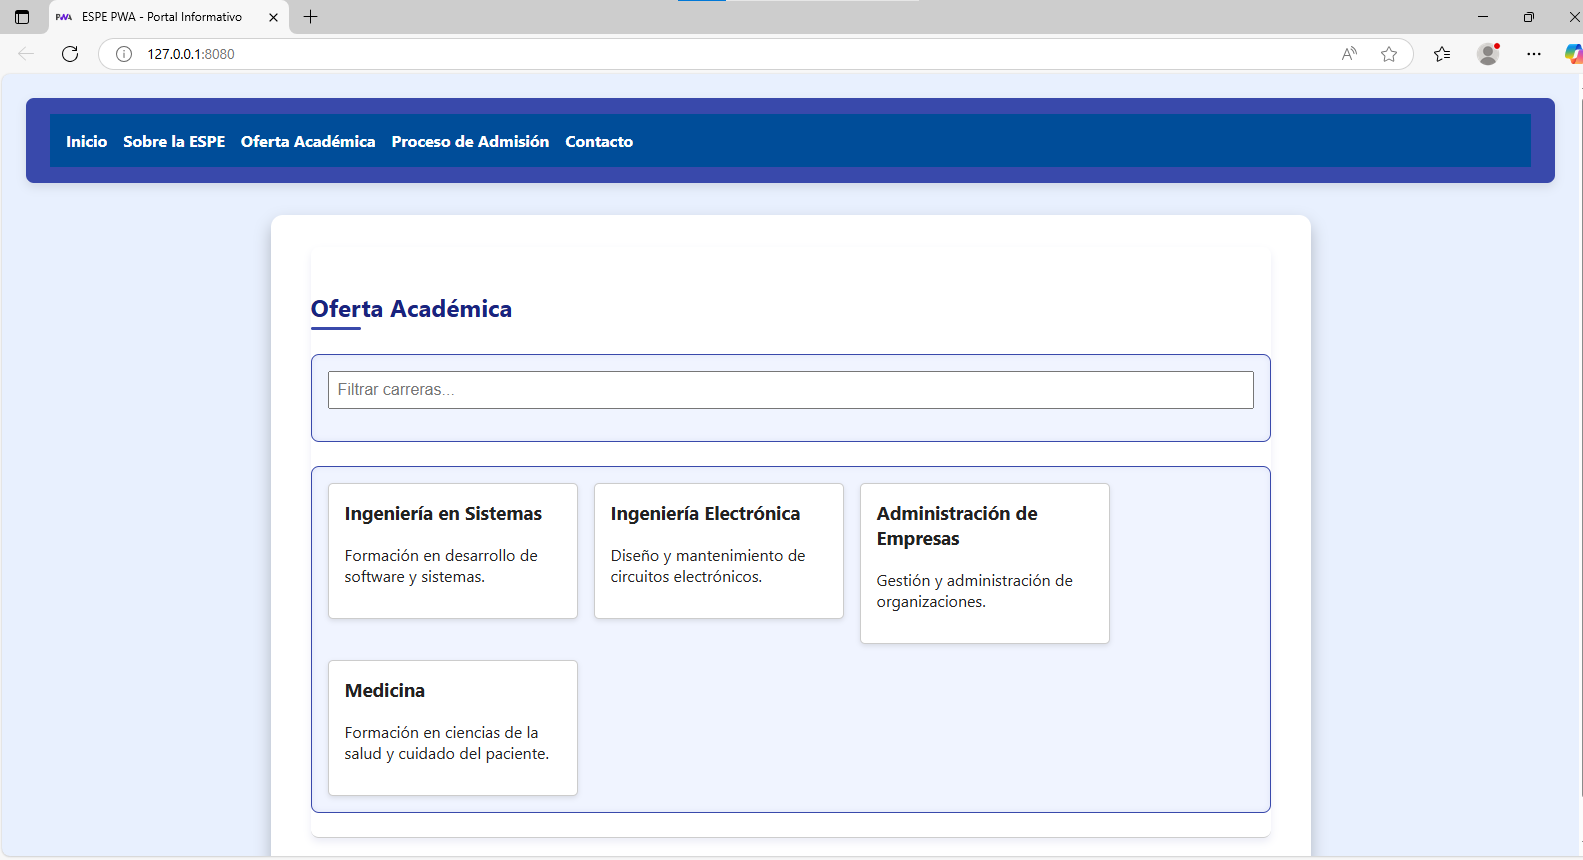 PWA ESPE PWA - Portal Informativo
127.0.0.1:8080
Inicio Sobre la ESPE Oferta Académica Proceso de Admisión Contacto
Oferta Académica
Filtrar carreras...
Ingeniería en Sistemas
Formación en desarrollo de
software y sistemas.
Ingeniería Electrónica
Diseño y mantenimiento de
circuitos electrónicos.
Administración de
Empresas
Gestión y administración de
organizaciones.
Medicina
Formación en ciencias de la
salud y cuidado del paciente.